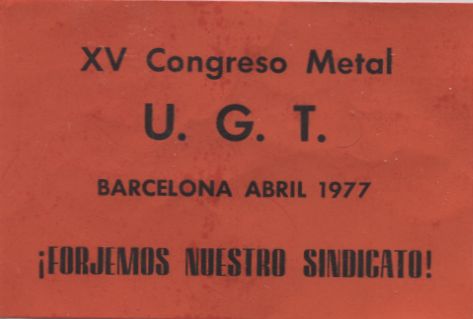 XV Congreso Metal
U. G. T.
BARCELONA ABRIL 1977
¡FORJEMOS NUESTRO SINDICATO!